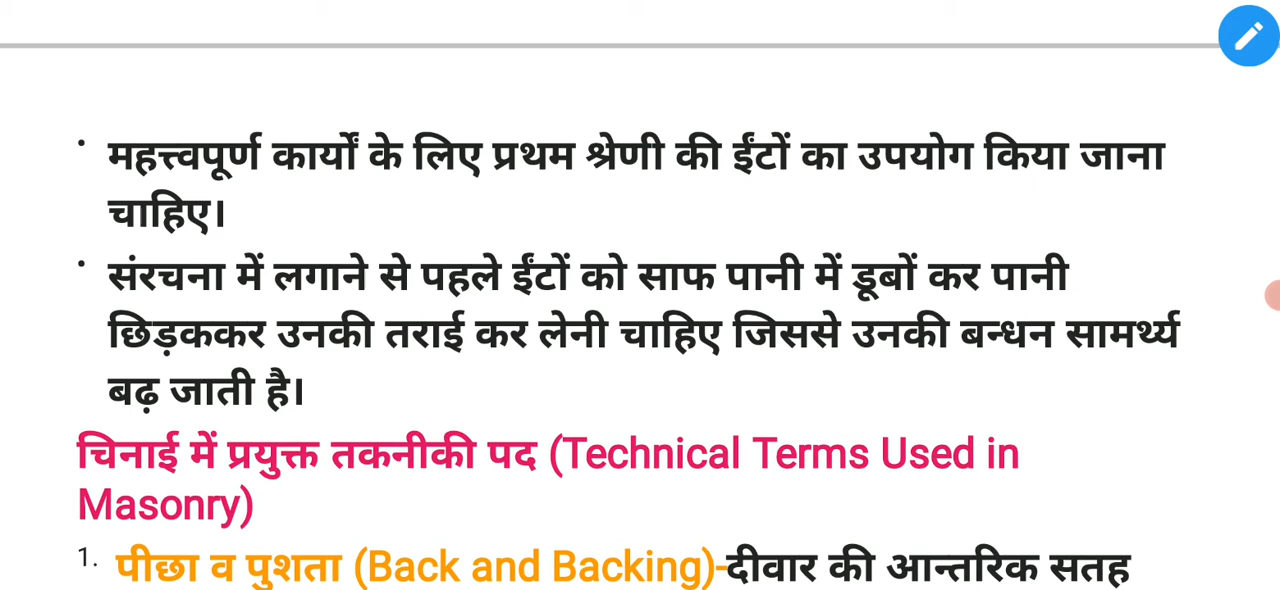 • महत्त्वपूर्ण कार्यों के लिए प्रथम श्रेणी की ईंटों का उपयोग किया जाना
चाहिए।
• संरचना में लगाने से पहले ईंटों को साफ पानी में डूबों कर पानी
छिड़ककर उनकी तराई कर लेनी चाहिए जिससे उनकी बन्धन सामर्थ्य
बढ़ जाती है।
चिनाई में प्रयुक्त तकनीकी पद (Technical Terms Used in
Masonry)
1. पीछा व पुशता (Back and Backing)-दीवार की आन्तरिक सतह